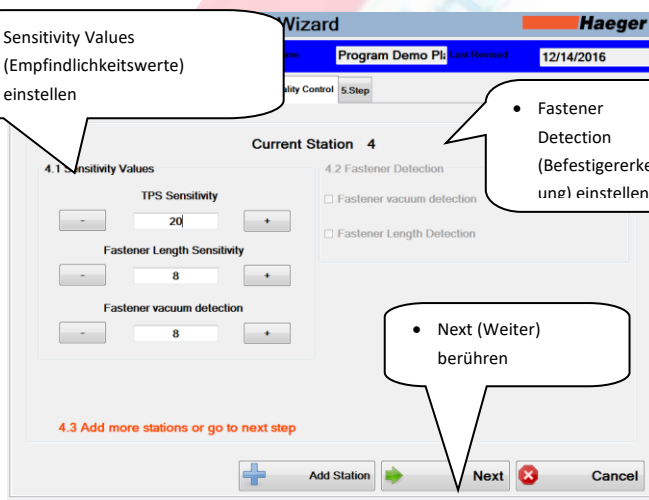 Wizard
Haeger
Sensitivity Values
(Empfindlichkeitswerte)
einstellen
Program Demo Pl
Last Revised
12/14/2016
ality Control
5.Step
Fastener
Detection
(Befestigererke
ung) einstellen
Current Station 4
4.1 Sensitivity Values
4.2 Fastener Detection
TPS Sensitivity
- 20 +
Fastener vacuum detection
Fastener Length Detection
Fastener Length Sensitivity
- 8 +
Fastener vacuum detection
- 8 +
Next (Weiter)
berühren
4.3 Add more stations or go to next step
Add Station
Next
Cancel